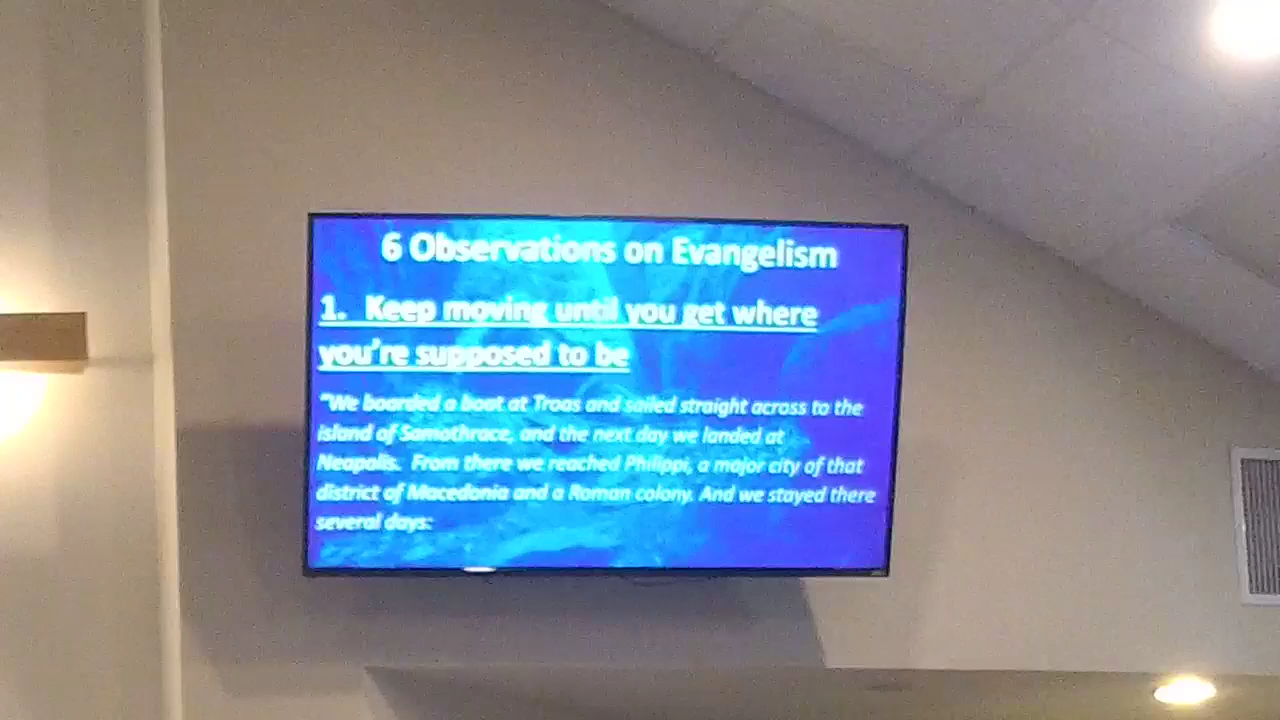 6 Observations on Evangelism
1. Keep moving until you get where
you're supposed to be
"We boarded a boat at Troas and sailed straight across to the
island of Samothrace, and the next day we landed at
Neapolis. From there we reached Philippi, a major city of that
district of Macedonia and a Roman colony. And we stayed there
several days: